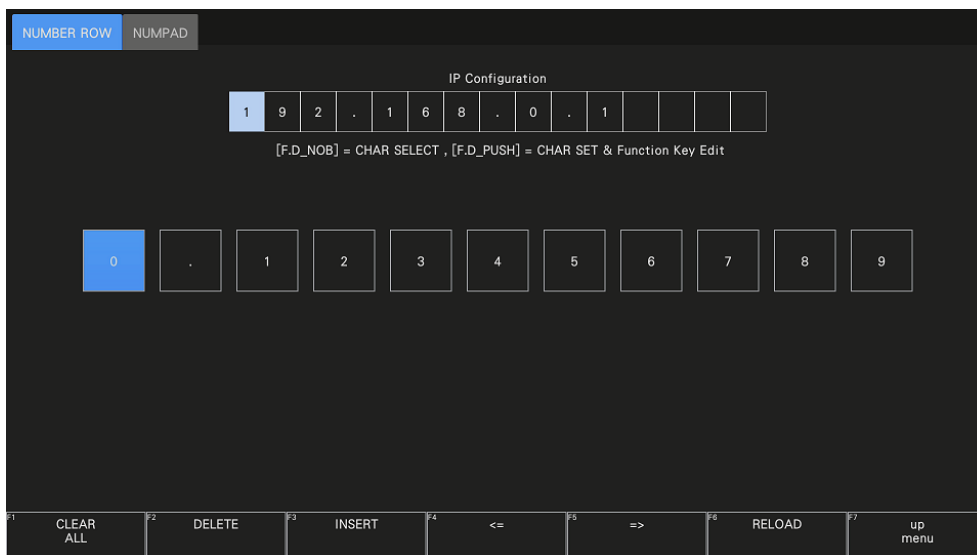 NUMBER ROW NUMPAD
IP Configuration
1 9 2 . 1 6 8 . 0 . 1
[F.D_NOB] = CHAR SELECT , [F.D_PUSH] = CHAR SET & Function Key Edit
0 . 1 2 3 4 5 6 7 8 9
F1 CLEAR ALL F2 DELETE F3 INSERT F4 <= F5 => F6 RELOAD F7 up menu